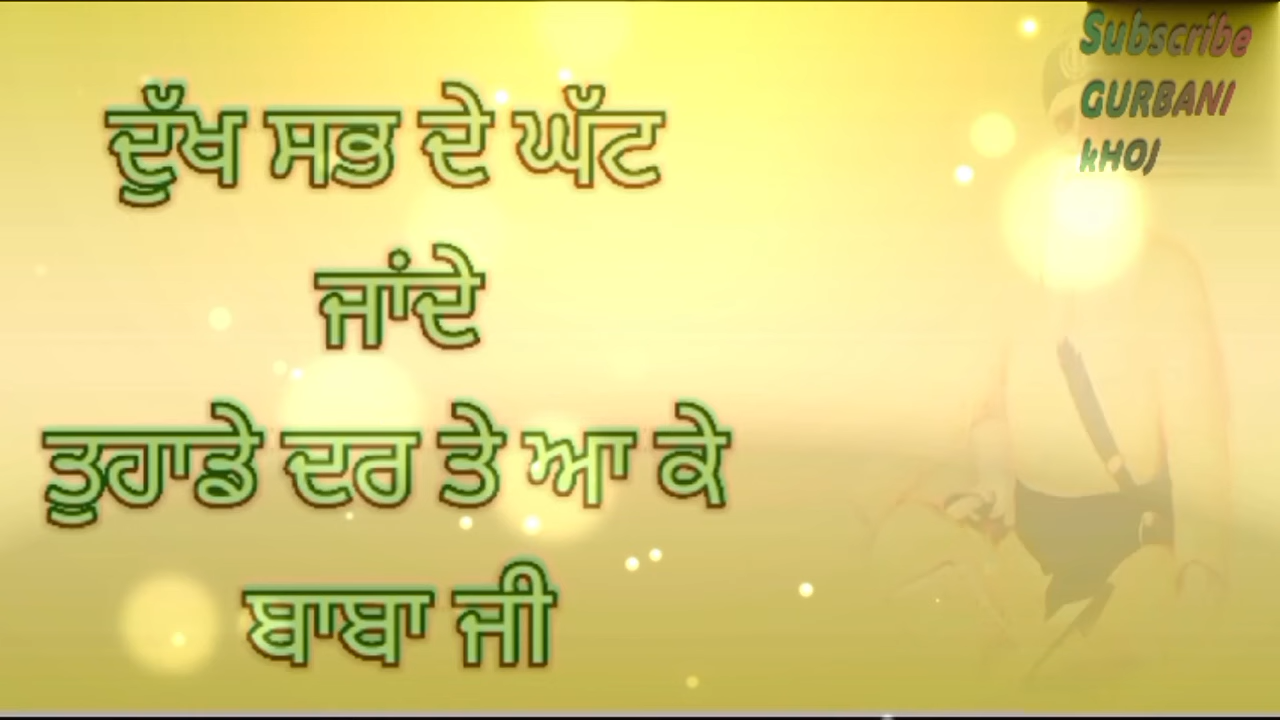 ਦੁੱਖ ਸਭ ਦੇ ਘੱਟ
ਜਾਂਦੇ
ਤੁਹਾਡੇ ਦਰ ਤੇ ਆ ਕੇ
ਬਾਬਾ ਜੀ
Subscribe
GURBANI
kHOJ